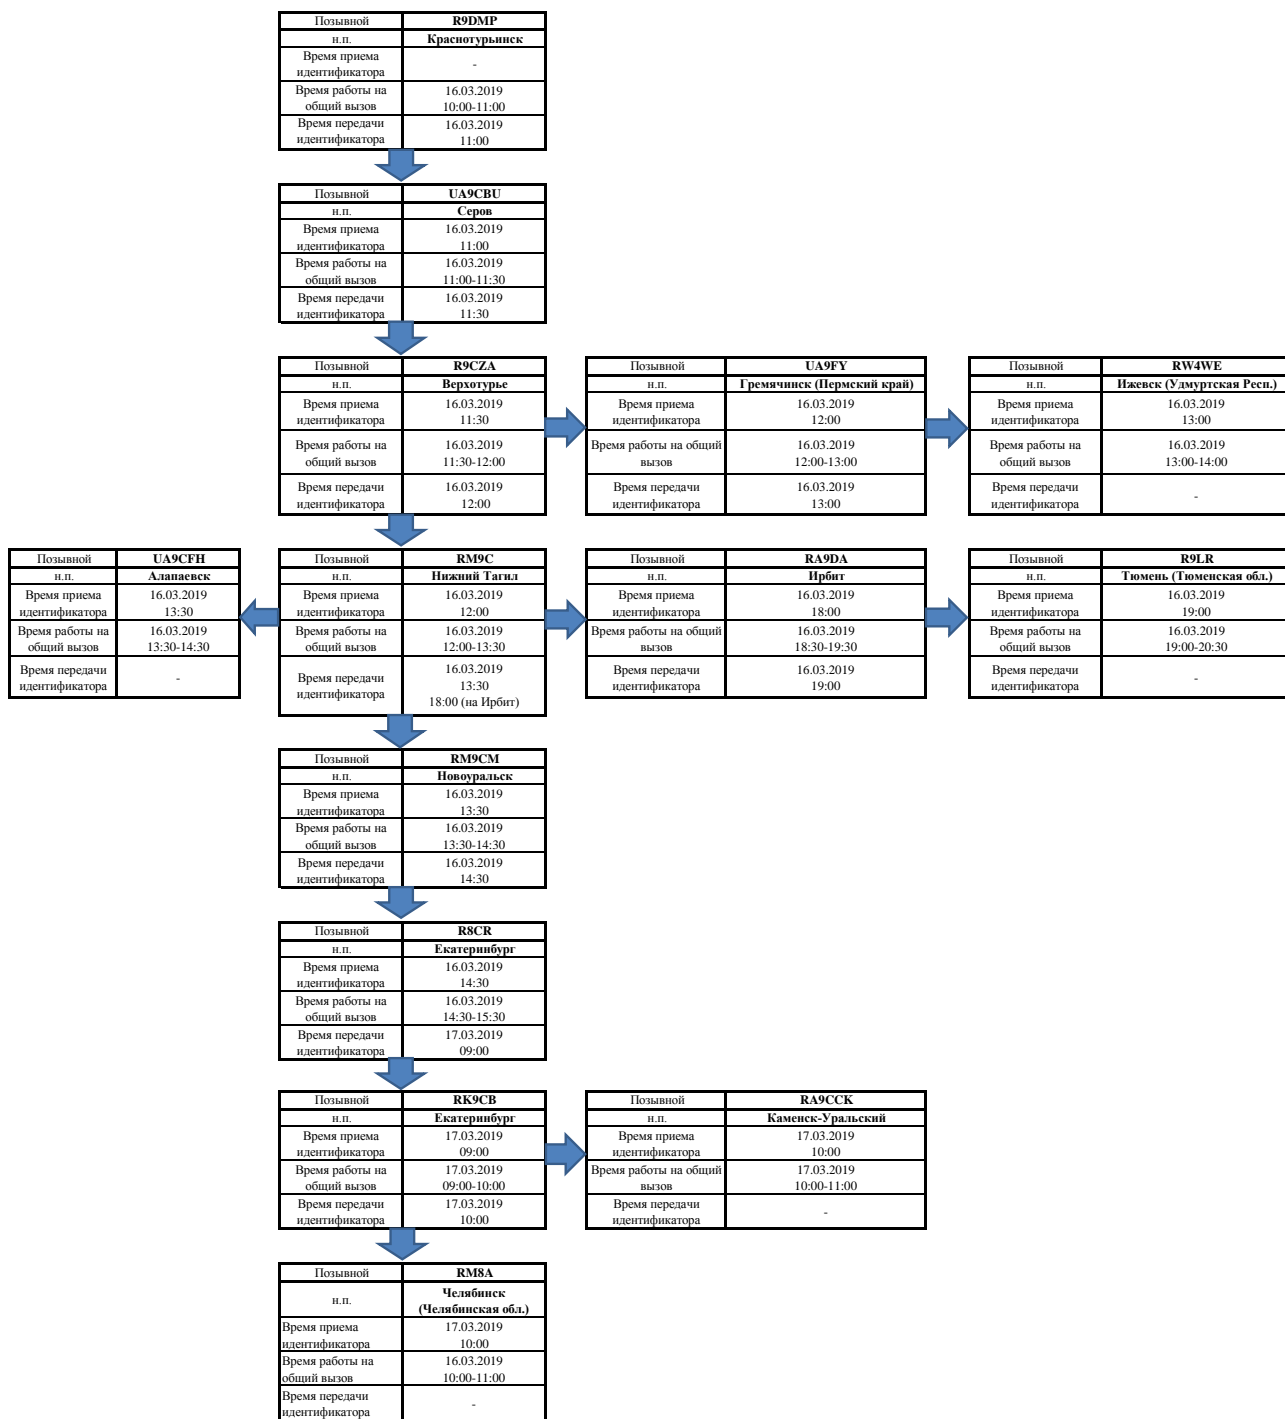 Позывной R9DMP
н.п. Краснотурьинск
Время приема
идентификатора
-
Время работы на
общий вызов
16.03.2019
10:00-11:00
Время передачи
идентификатора
16.03.2019
11:00
Позывной UA9CBU
н.п. Серов
Время приема
идентификатора
16.03.2019
11:00
Время работы на
общий вызов
16.03.2019
11:00-11:30
Время передачи
идентификатора
16.03.2019
11:30
Позывной R9CZA
н.п. Верхотурье
Время приема
идентификатора
16.03.2019
11:30
Время работы на
общий вызов
16.03.2019
11:30-12:00
Время передачи
идентификатора
16.03.2019
12:00
Позывной UA9FY
н.п. Гремячинск (Пермский край)
Время приема
идентификатора
16.03.2019
12:00
Время работы на общий
вызов
16.03.2019
12:00-13:00
Время передачи
идентификатора
16.03.2019
13:00
Позывной RW4WE
н.п. Ижевск (Удмуртская Респ.)
Время приема
идентификатора
16.03.2019
13:00
Время работы на
общий вызов
16.03.2019
13:00-14:00
Время передачи
идентификатора
-
Позывной UA9CFH
н.п. Алапаевск
Время приема
идентификатора
16.03.2019
13:30
Время работы на
общий вызов
16.03.2019
13:30-14:30
Время передачи
идентификатора
-
Позывной RM9C
н.п. Нижний Тагил
Время приема
идентификатора
16.03.2019
12:00
Время работы на
общий вызов
16.03.2019
12:00-13:30
Время передачи
идентификатора
16.03.2019
13:30
18:00 (на Ирбит)
Позывной RA9DA
н.п. Ирбит
Время приема
идентификатора
16.03.2019
18:00
Время работы на общий
вызов
16.03.2019
18:30-19:30
Время передачи
идентификатора
16.03.2019
19:00
Позывной R9LR
н.п. Тюмень (Тюменская обл.)
Время приема
идентификатора
16.03.2019
19:00
Время работы на
общий вызов
16.03.2019
19:00-20:30
Время передачи
идентификатора
-
Позывной RM9CM
н.п. Новоуральск
Время приема
идентификатора
16.03.2019
13:30
Время работы на
общий вызов
16.03.2019
13:30-14:30
Время передачи
идентификатора
16.03.2019
14:30
Позывной R8CR
н.п. Екатеринбург
Время приема
идентификатора
16.03.2019
14:30
Время работы на
общий вызов
16.03.2019
14:30-15:30
Время передачи
идентификатора
17.03.2019
09:00
Позывной RK9CB
н.п. Екатеринбург
Время приема
идентификатора
17.03.2019
09:00
Время работы на
общий вызов
17.03.2019
09:00-10:00
Время передачи
идентификатора
17.03.2019
10:00
Позывной RA9CCK
н.п. Каменск-Уральский
Время приема
идентификатора
17.03.2019
10:00
Время работы на общий
вызов
17.03.2019
10:00-11:00
Время передачи
идентификатора
-
Позывной RM8A
н.п.
Челябинск
(Челябинская обл.)
Время приема
идентификатора
17.03.2019
10:00
Время работы на
общий вызов
16.03.2019
10:00-11:00
Время передачи
идентификатора
-